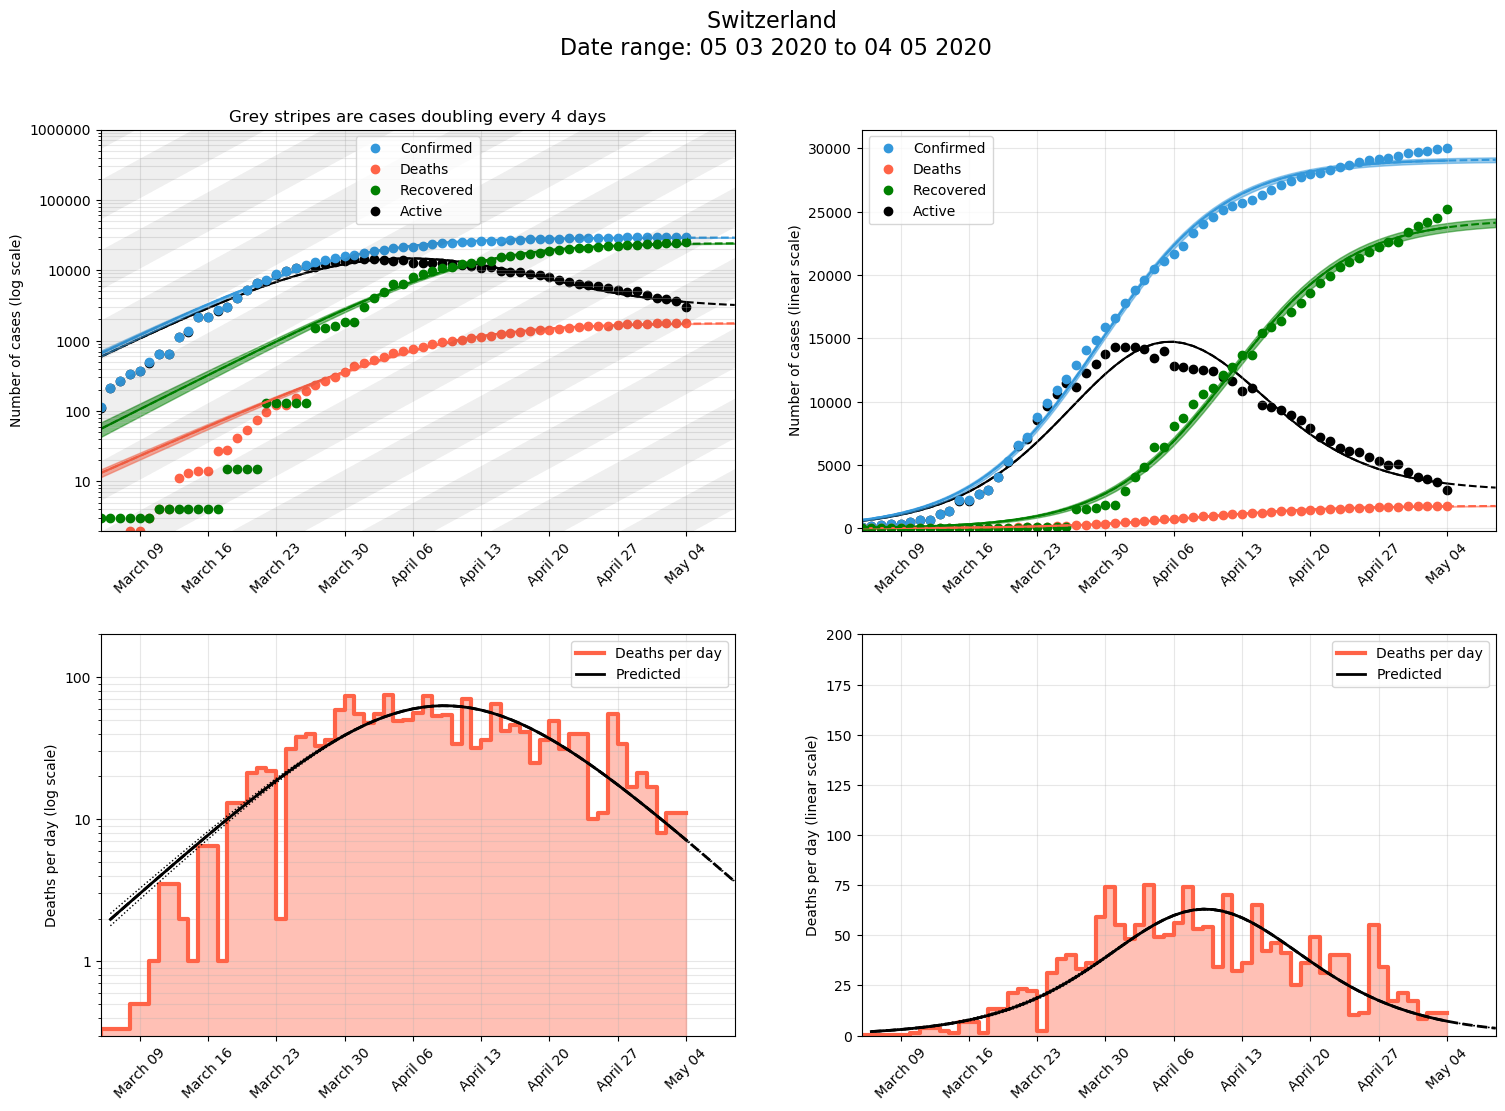 Switzerland
Date range: 05 03 2020 to 04 05 2020
Grey stripes are cases doubling every 4 days
Number of cases (log scale)
1000000
100000
10000
1000
100
10
Confirmed
Deaths
Recovered
Active
March 09
March 16
March 23
March 30
April 06
April 13
April 20
April 27
May 04
Number of cases (linear scale)
30000
25000
20000
15000
10000
5000
0
Confirmed
Deaths
Recovered
Active
March 09
March 16
March 23
March 30
April 06
April 13
April 20
April 27
May 04
Deaths per day (log scale)
100
10
1
Deaths per day
Predicted
March 09
March 16
March 23
March 30
April 06
April 13
April 20
April 27
May 04
Deaths per day (linear scale)
200
175
150
125
100
75
50
25
0
Deaths per day
Predicted
March 09
March 16
March 23
March 30
April 06
April 13
April 20
April 27
May 04